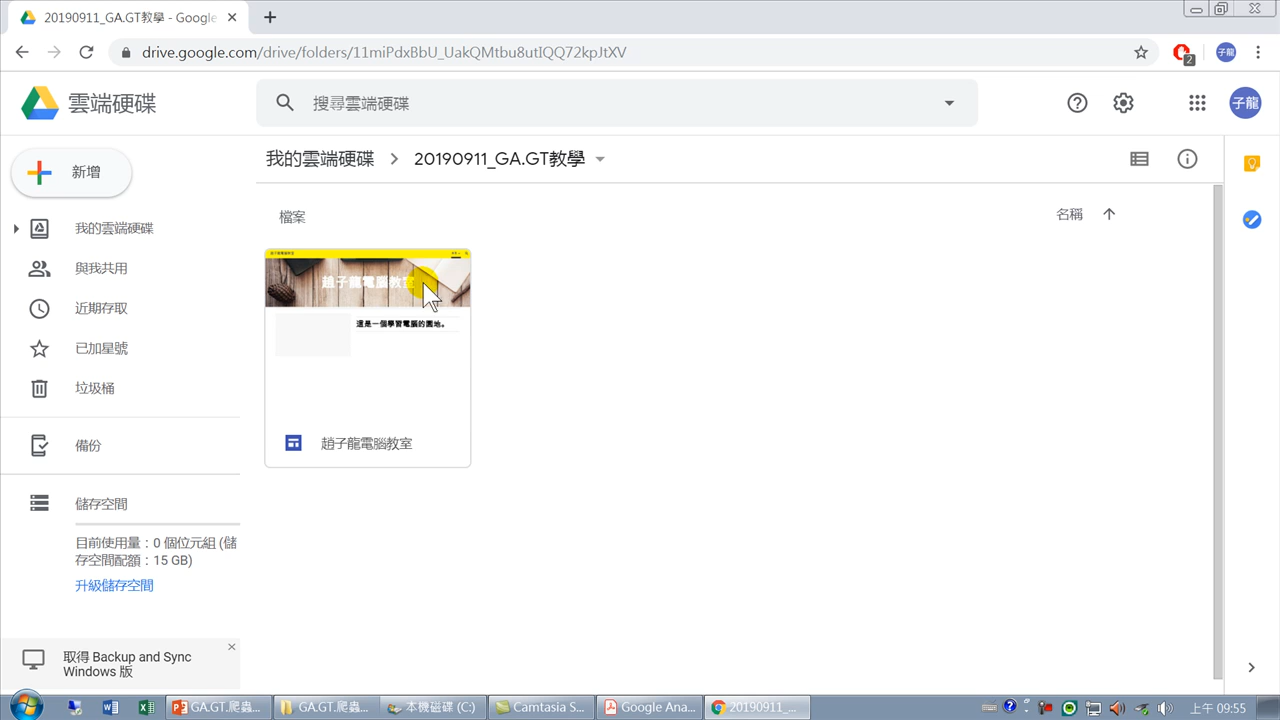 20190911_GA.GT教學 - Google
drive.google.com/drive/folders/11miPdxBbU_UakQMtbu8utIQQ72kpJtXV
2
子龍
雲端硬碟
搜尋雲端硬碟
子龍
新增
我的雲端硬碟
20190911_GA.GT教學
我的雲端硬碟
與我共用
近期存取
已加星號
垃圾桶
備份
儲存空間
目前使用量：0 個位元組 (儲
存空間配額：15 GB)
升級儲存空間
取得 Backup and Sync
Windows 版
檔案
名稱
趙子龍電腦教室
這是一個學習電腦的園地。
趙子龍電腦教室
GA.GT.爬蟲...
GA.GT.爬蟲...
本機磁碟 (C:)
Camtasia S...
Google Ana...
20190911_...
上午 09:55